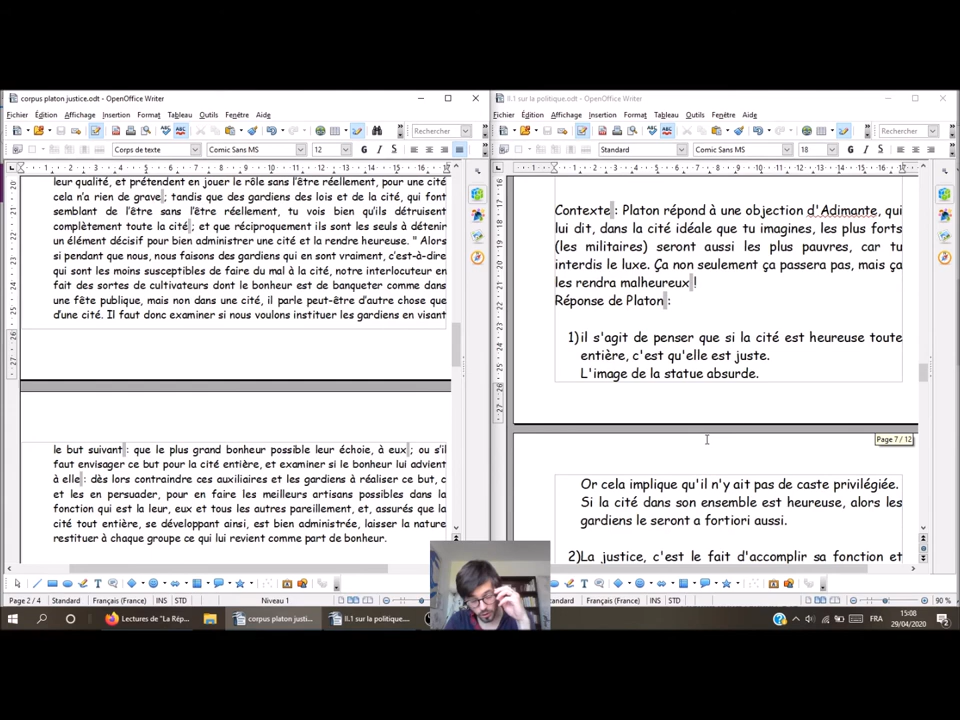 corpus platon justice.odt - OpenOffice Writer
Fichier Édition Affichage Insertion Format Tableau Outils Fenêtre Aide
Rechercher
Corps de texte Comic Sans MS 12 G I S
leur qualité, et prétendent en jouer le rôle sans l'être réellement, pour une cité
cela n'a rien de grave ; tandis que des gardiens des lois et de la cité, qui font
semblant de l'être sans l'être réellement, tu vois bien qu'ils détruisent
complètement toute la cité ; et que réciproquement ils sont les seuls à détenir
un élément décisif pour bien administrer une cité et la rendre heureuse. " Alors
si pendant que nous, nous faisons des gardiens qui en sont vraiment, c'est-à-dire
qui sont les moins susceptibles de faire du mal à la cité, notre interlocuteur en
fait des sortes de cultivateurs dont le bonheur est de banqueter comme dans
une fête publique, mais non dans une cité, il parle peut-être d'autre chose que
d'une cité. Il faut donc examiner si nous voulons instituer les gardiens en visant
le but suivant : que le plus grand bonheur possible leur échoie, à eux ; ou s'il
faut envisager ce but pour la cité entière, et examiner si le bonheur lui advient
à elle : dès lors contraindre ces auxiliaires et les gardiens à réaliser ce but, c
et les en persuader, pour en faire les meilleurs artisans possibles dans la
fonction qui est la leur, eux et tous les autres pareillement, et, assurés que la
cité tout entière, se développant ainsi, est bien administrée, laisser la nature
restituer à chaque groupe ce qui lui revient comme part de bonheur.
Page 2 / 4 Standard Français (France) INS STD Niveau 1
II.1 sur la politique.odt - OpenOffice Writer
Fichier Édition Affichage Insertion Format Tableau Outils Fenêtre Aide
Rechercher
Standard Comic Sans MS 18 G I S
Contexte : Platon répond à une objection d'Adimante, qui
lui dit, dans la cité idéale que tu imagines, les plus forts
(les militaires) seront aussi les plus pauvres, car tu
interdis le luxe. Ça non seulement ça passera pas, mais ça
les rendra malheureux !
Réponse de Platon :
1) il s'agit de penser que si la cité est heureuse toute
entière, c'est qu'elle est juste.
L'image de la statue absurde.
Page 7 / 12
Or cela implique qu'il n'y ait pas de caste privilégiée.
Si la cité dans son ensemble est heureuse, alors les
gardiens le seront a fortiori aussi.
2)La justice, c'est le fait d'accomplir sa fonction et
Standard Français (France) INS STD 90 %
Lectures de "La Rép... corpus platon justi... II.1 sur la politique....
FRA 15:08
29/04/2020